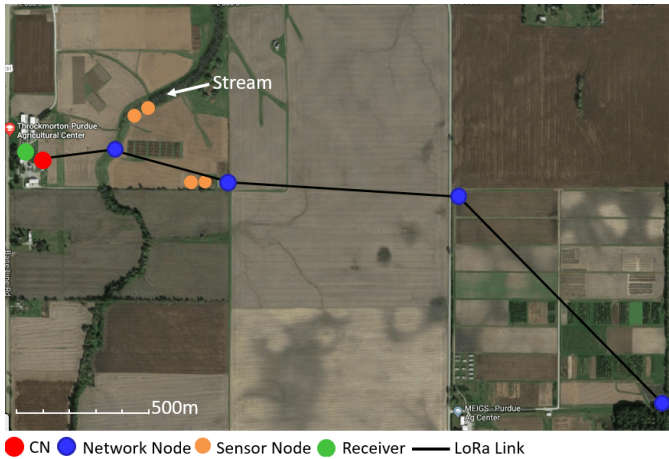 Stream
Throckmorton-Purdue
Agricultural Center
500m
MEIGS - Purdue
Ag Center
CN Network Node Sensor Node Receiver LoRa Link